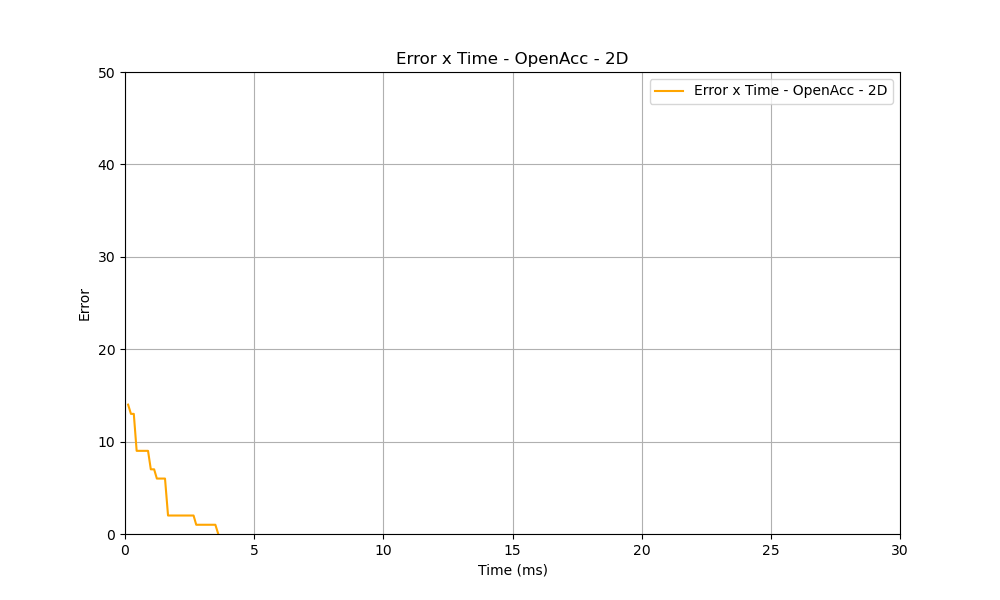 Error x Time - OpenAcc - 2D
Error x Time - OpenAcc - 2D
50
40
30
20
10
0
Error
0 5 10 15 20 25 30
Time (ms)